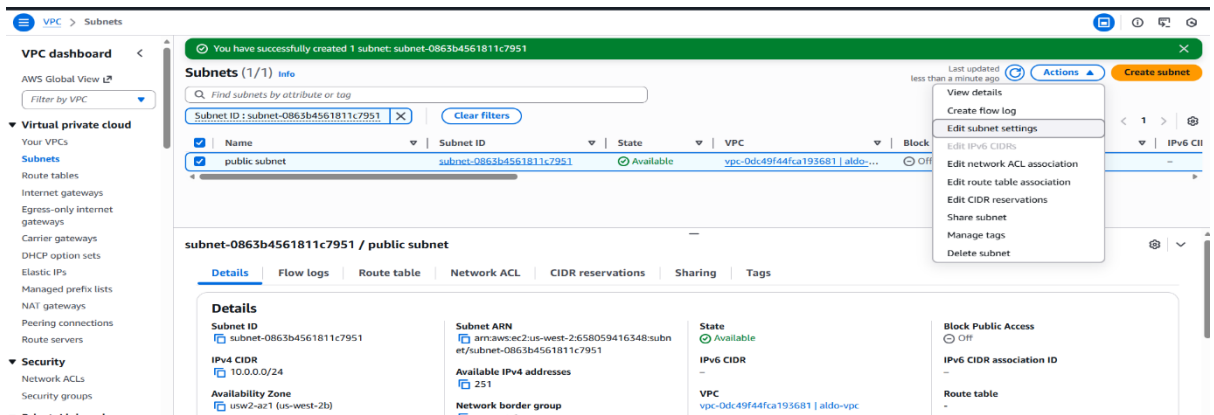 VPC > Subnets
VPC dashboard <
AWS Global View
Filter by VPC
Virtual private cloud
Your VPCs
Subnets
Route tables
Internet gateways
Egress-only internet
gateways
Carrier gateways
DHCP option sets
Elastic IPs
Managed prefix lists
NAT gateways
Peering connections
Route servers
Security
Network ACLs
Security groups
You have successfully created 1 subnet: subnet-0863b4561811c7951
Subnets (1/1) Info
Last updated
less than a minute ago
Actions
Create subnet
Find subnets by attribute or tag
Subnet ID : subnet-0863b4561811c7951
Clear filters
< 1 >
Name Subnet ID State VPC Block IPv6 CI
public subnet subnet-0863b4561811c7951 Available vpc-0dc49f44fca193681 | aldo-... Off –
View details
Create flow log
Edit subnet settings
Edit IPv6 CIDRs
Edit network ACL association
Edit route table association
Edit CIDR reservations
Share subnet
Manage tags
Delete subnet
subnet-0863b4561811c7951 / public subnet
Details Flow logs Route table Network ACL CIDR reservations Sharing Tags
Details
Subnet ID
subnet-0863b4561811c7951
Subnet ARN
arn:aws:ec2:us-west-2:658059416348:subn
et/subnet-0863b4561811c7951
State
Available
Block Public Access
Off
IPv4 CIDR
10.0.0.0/24
Available IPv4 addresses
251
IPv6 CIDR
–
IPv6 CIDR association ID
–
Availability Zone
usw2-az1 (us-west-2b)
Network border group
VPC
vpc-0dc49f44fca193681 | aldo-vpc
Route table
-